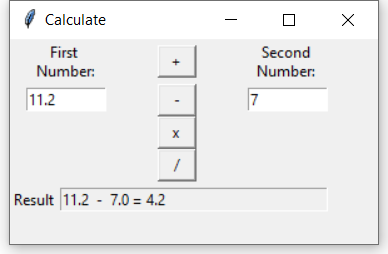 Calculate
First
Number:
11.2
+
-
x
/
Second
Number:
7
Result 11.2 - 7.0 = 4.2